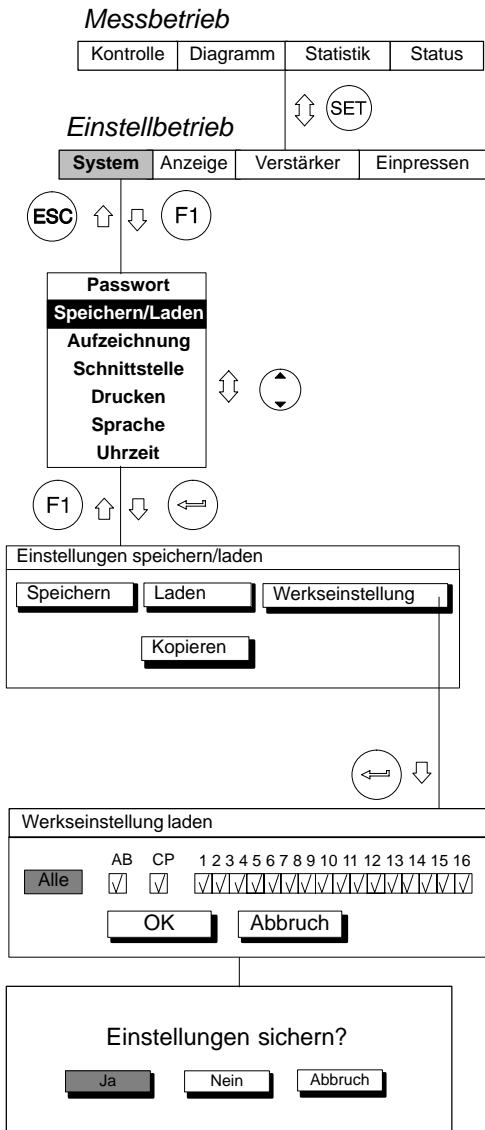 Messbetrieb
Kontrolle Diagramm Statistik Status
SET
Einstellbetrieb
System Anzeige Verstärker Einpressen
ESC F1
Passwort
Speichern/Laden
Aufzeichnung
Schnittstelle
Drucken
Sprache
Uhrzeit
F1
Einstellungen speichern/laden
Speichern Laden Werkseinstellung
Kopieren
Werkseinstellung laden
AB CP 1 2 3 4 5 6 7 8 9 10 11 12 13 14 15 16
Alle
OK Abbruch
Einstellungen sichern?
Ja Nein Abbruch